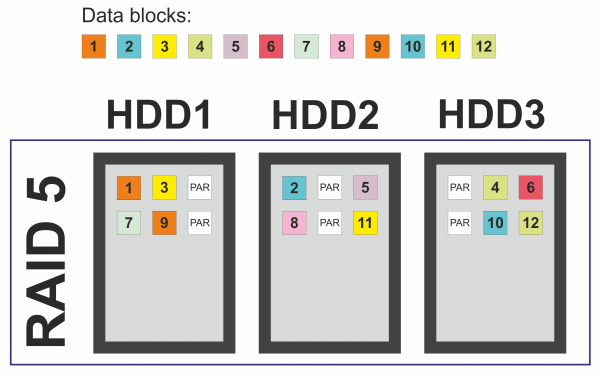 Data blocks:
1 2 3 4 5 6 7 8 9 10 11 12
HDD1 HDD2 HDD3
RAID 5
1 3 PAR 2 PAR 5 PAR 4 6
7 9 PAR 8 PAR 11 PAR 10 12